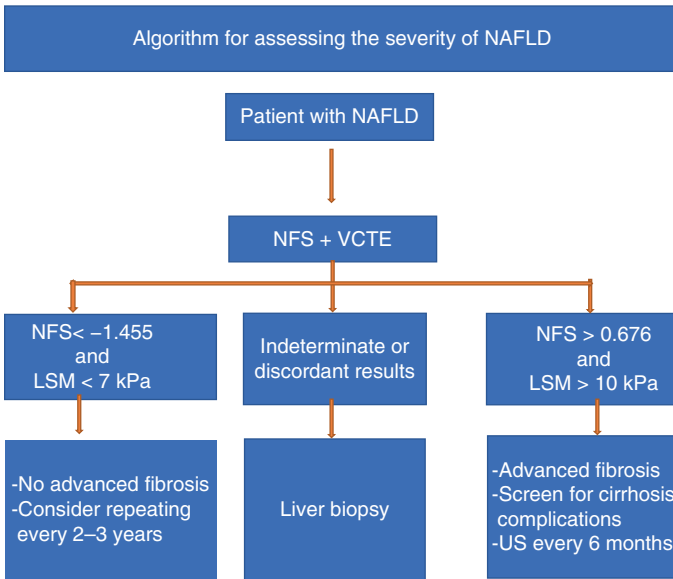 Algorithm for assessing the severity of NAFLD
Patient with NAFLD
NFS + VCTE
NFS< −1.455
and
LSM < 7 kPa
Indeterminate or
discordant results
NFS > 0.676
and
LSM > 10 kPa
-No advanced fibrosis
-Consider repeating
every 2–3 years
Liver biopsy
-Advanced fibrosis
-Screen for cirrhosis
complications
-US every 6 months